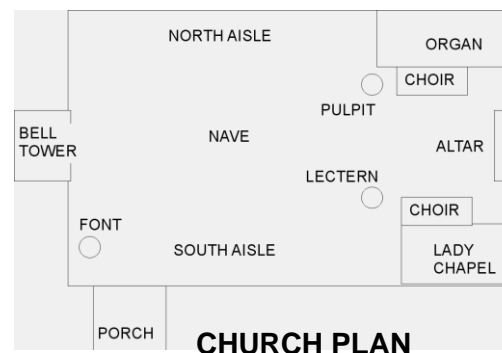 NORTH AISLE
ORGAN
CHOIR
PULPIT
BELL
TOWER
NAVE
ALTAR
LECTERN
CHOIR
FONT
SOUTH AISLE
LADY
CHAPEL
PORCH
CHURCH PLAN